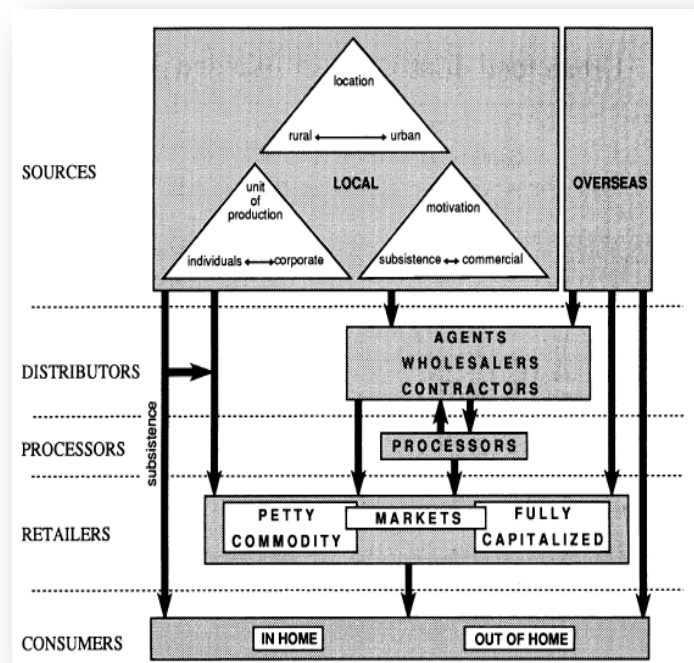 location
rural urban
SOURCES
LOCAL
OVERSEAS
unit
of
production
individuals corporate
motivation
subsistence commercial
DISTRIBUTORS
AGENTS
WHOLESALERS
CONTRACTORS
subsistence
PROCESSORS
PROCESSORS
RETAILERS
PETTY
COMMODITY
MARKETS
FULLY
CAPITALIZED
CONSUMERS
IN HOME
OUT OF HOME